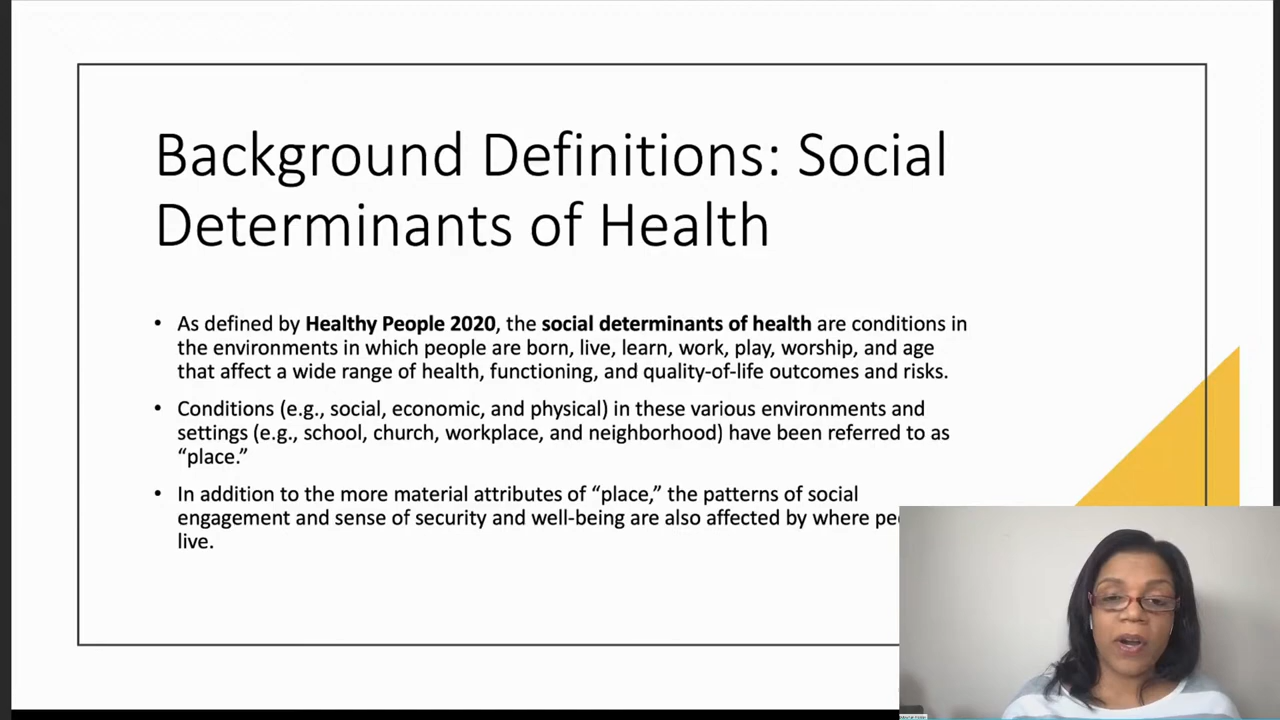 Background Definitions: Social
Determinants of Health
• As defined by Healthy People 2020, the social determinants of health are conditions in
the environments in which people are born, live, learn, work, play, worship, and age
that affect a wide range of health, functioning, and quality-of-life outcomes and risks.
• Conditions (e.g., social, economic, and physical) in these various environments and
settings (e.g., school, church, workplace, and neighborhood) have been referred to as
“place.”
• In addition to the more material attributes of “place,” the patterns of social
engagement and sense of security and well-being are also affected by where
live.